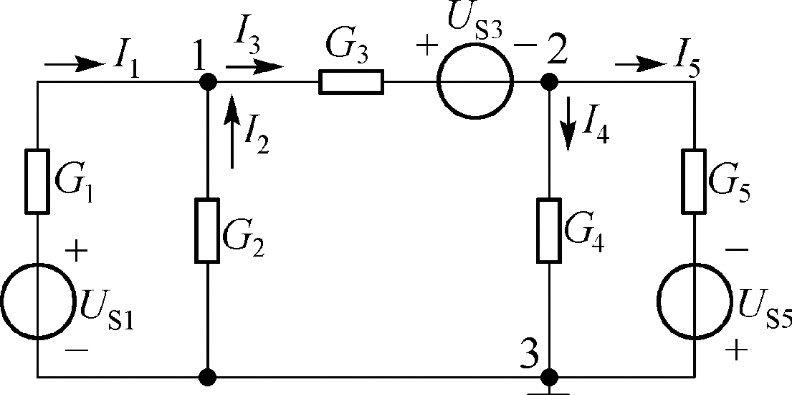 I1 1 I3 G3 + US3 − 2 I5
I2 I4
G1 G2 G4 G5
+ −
US1 US5
− 3 +